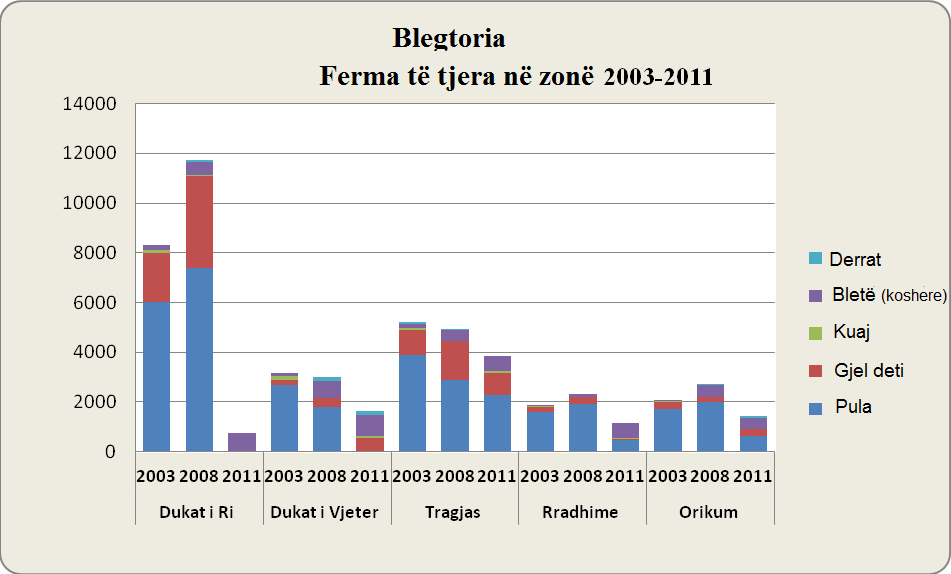 Blegtoria
Ferma të tjera në zonë 2003-2011
14000
12000
10000
8000
6000
4000
2000
0
2003 2008 2011 2003 2008 2011 2003 2008 2011 2003 2008 2011 2003 2008 2011
Dukat i Ri Dukat i Vjeter Tragjas Rradhime Orikum
Derrat
Bletë (koshere)
Kuaj
Gjel deti
Pula